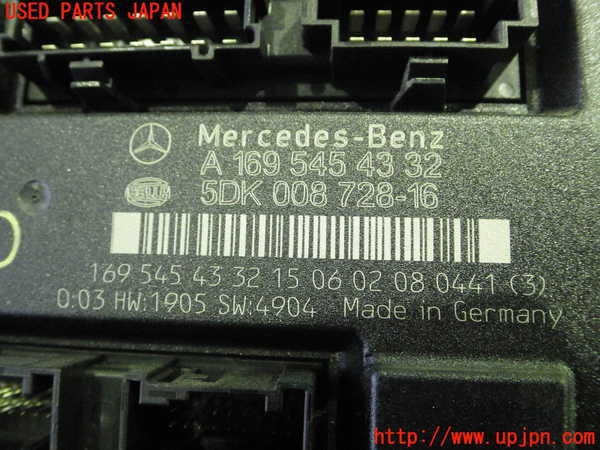 USED PARTS JAPAN
Mercedes-Benz
A 169 545 43 32
HELLA
5DK 008 728-16
169 545 43 32 15 06 02 08 0441 (3)
D:03 HW:1905 SW:4904 Made in Germany
http://www.upjpn.com/